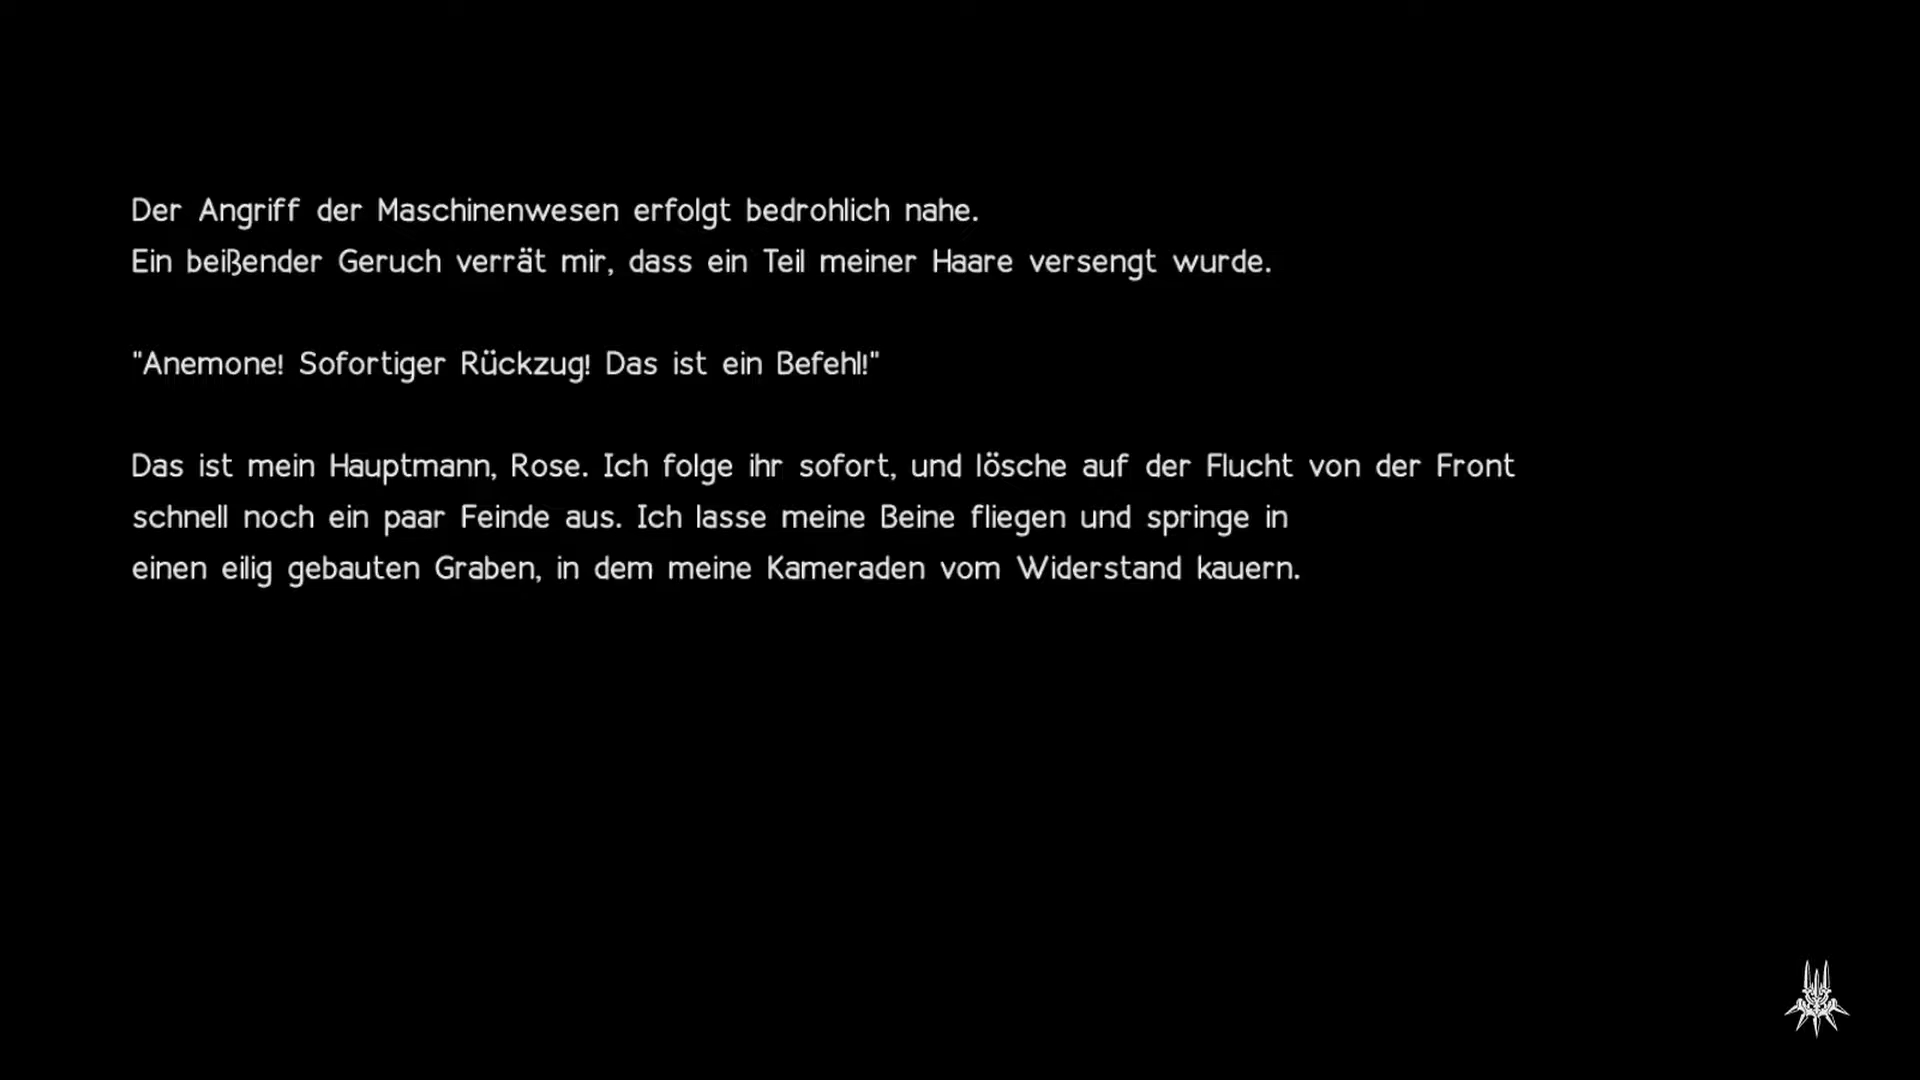 Der Angriff der Maschinenwesen erfolgt bedrohlich nahe.
Ein beißender Geruch verrät mir, dass ein Teil meiner Haare versengt wurde.
"Anemone! Sofortiger Rückzug! Das ist ein Befehl!"
Das ist mein Hauptmann, Rose. Ich folge ihr sofort, und lösche auf der Flucht von der Front
schnell noch ein paar Feinde aus. Ich lasse meine Beine fliegen und springe in
einen eilig gebauten Graben, in dem meine Kameraden vom Widerstand kauern.